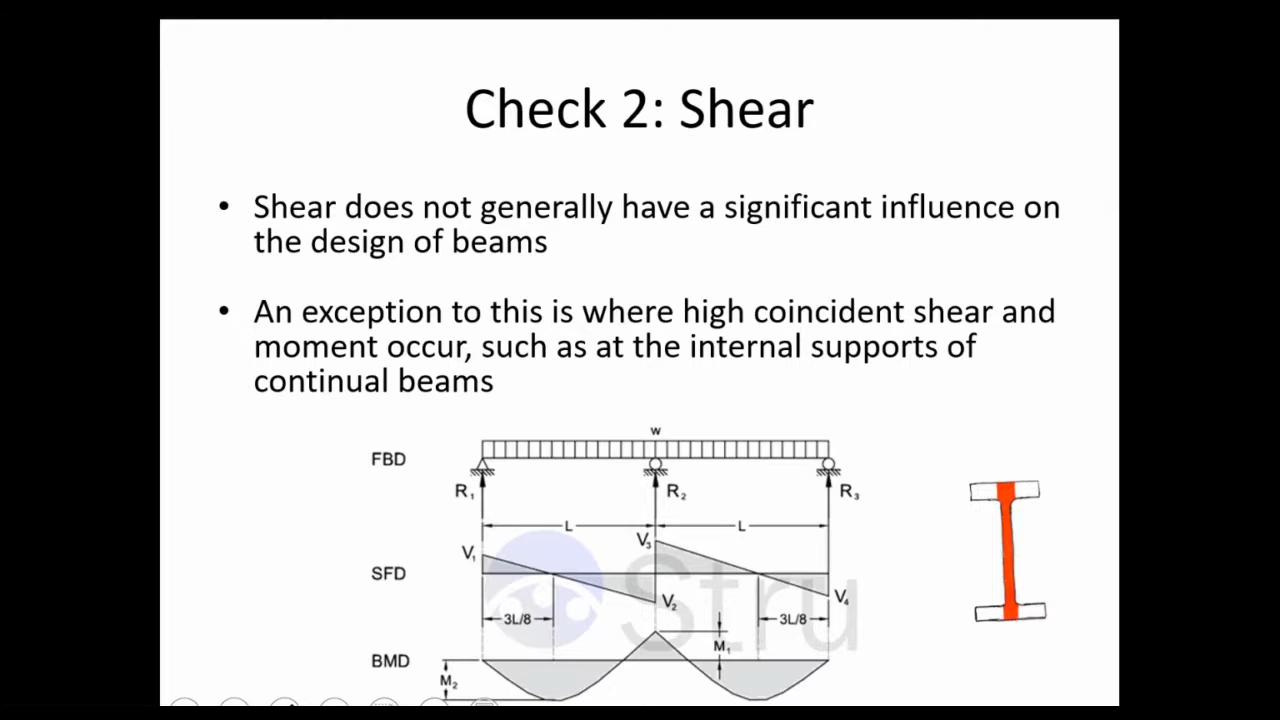 Check 2: Shear
• Shear does not generally have a significant influence on
the design of beams
• An exception to this is where high coincident shear and
moment occur, such as at the internal supports of
continual beams
w
FBD
R₁ R₂ R₃
L L
V₁ V₃
SFD
V₂ V₄
3L/8 3L/8
Stru
M₁
BMD
M₂